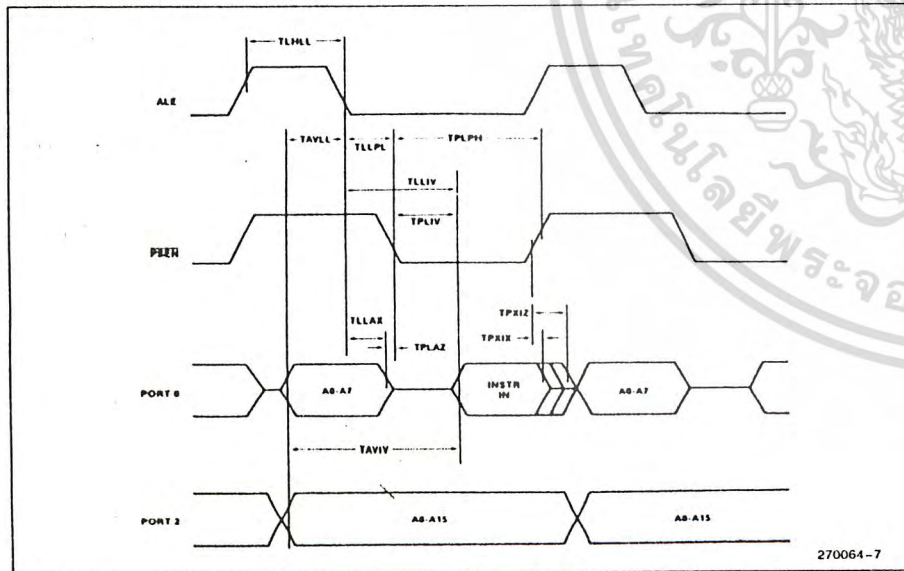 TLHLL
ALE
TAVLL
TLLPL
TPLPH
TLLIV
TPLIV
PSEN
TPXIZ
TLLAX
TPXIX
TPLAZ
PORT 0
A0-A7
INSTR
IN
A0-A7
TAVIV
PORT 2
A8-A15
A8-A15
270064-7